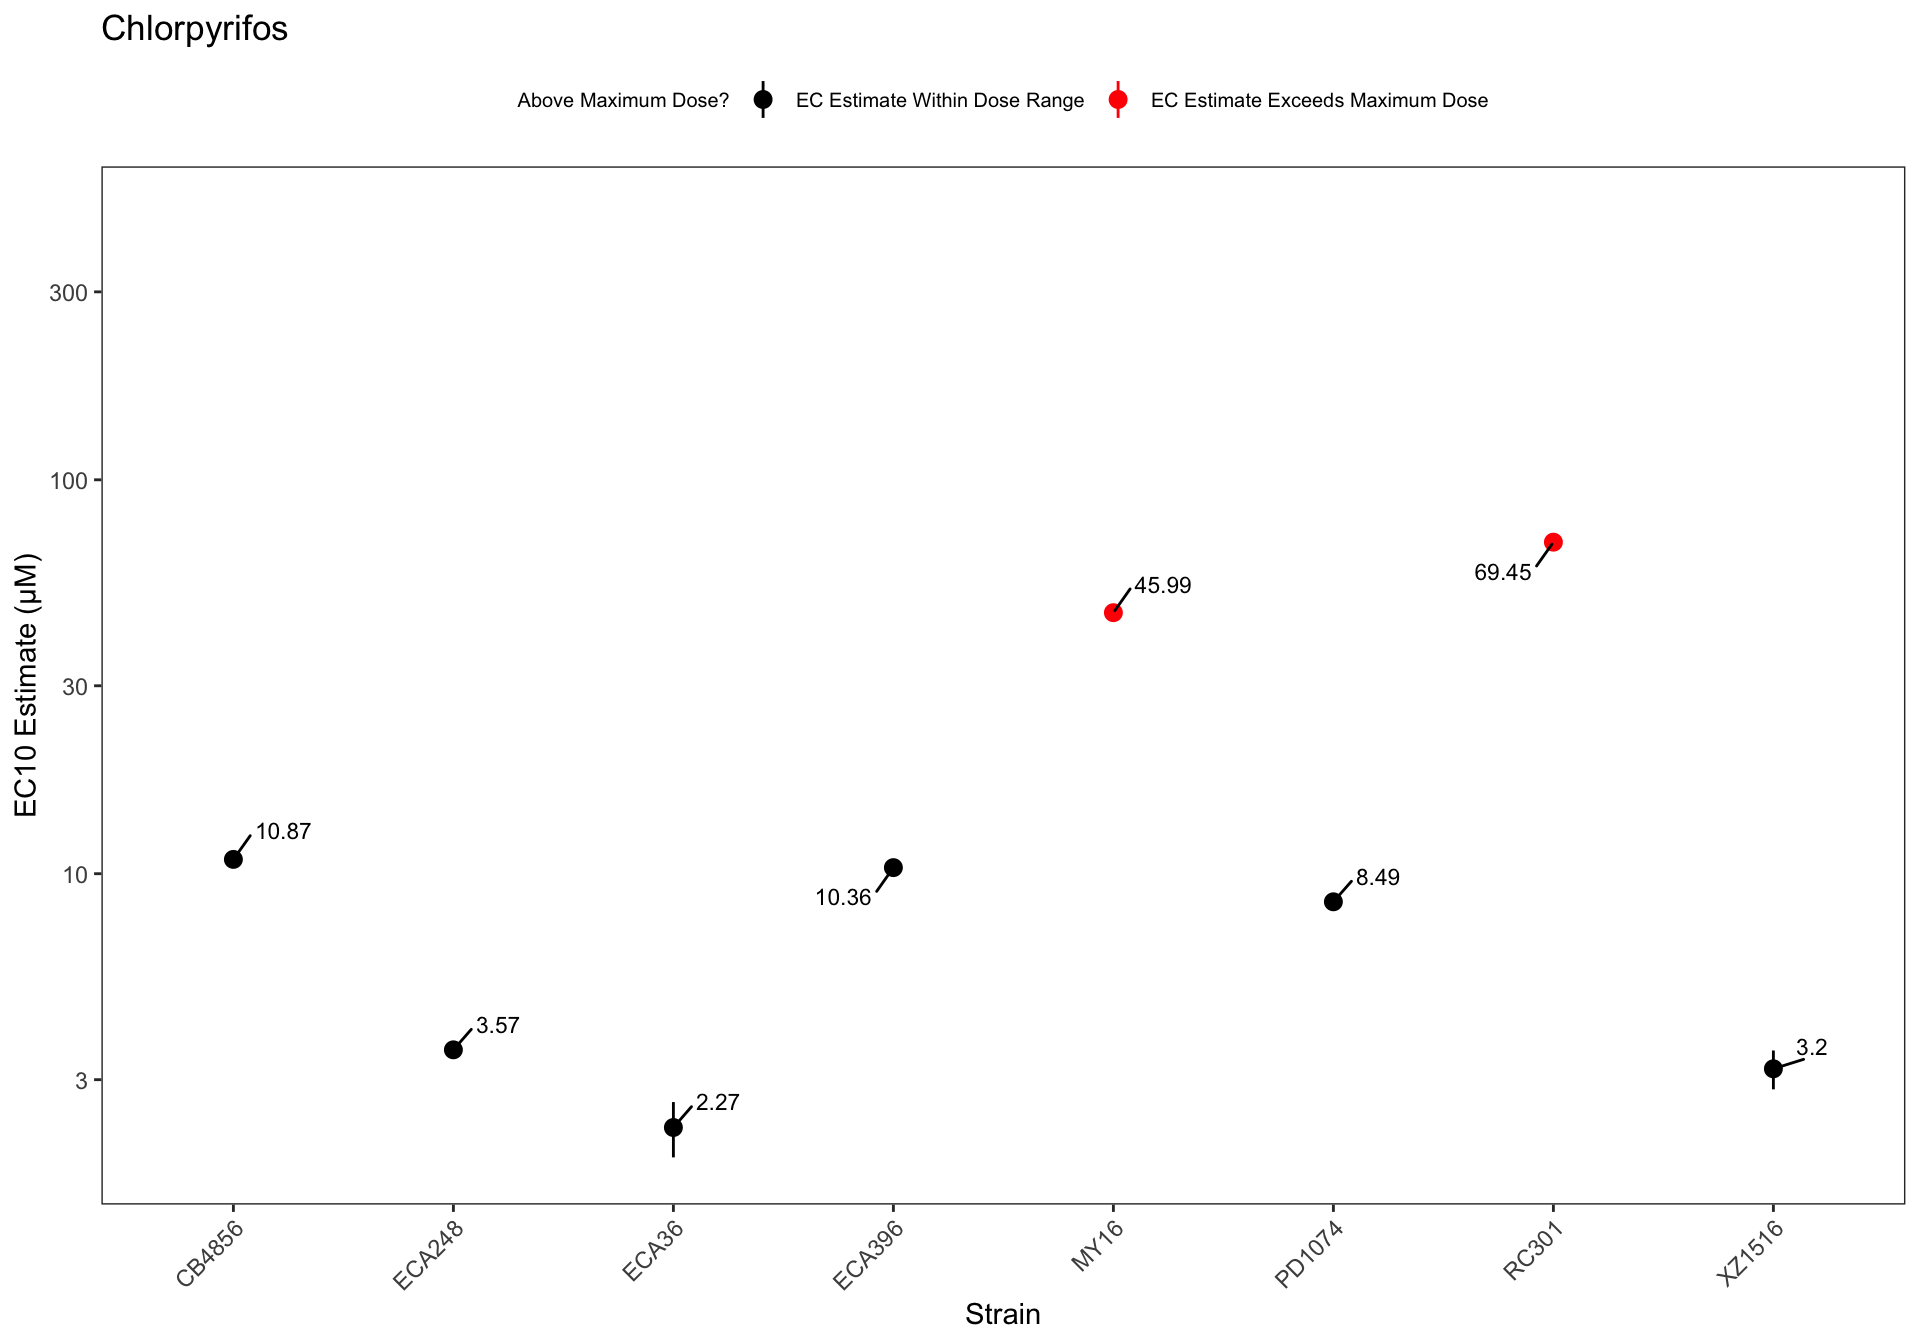 Chlorpyrifos
Above Maximum Dose? EC Estimate Within Dose Range EC Estimate Exceeds Maximum Dose
EC10 Estimate (μM)
300
100
30
10
3
10.87
3.57
2.27
10.36
45.99
8.49
69.45
3.2
CB4856
ECA248
ECA36
ECA396
MY16
PD1074
RC301
XZ1516
Strain